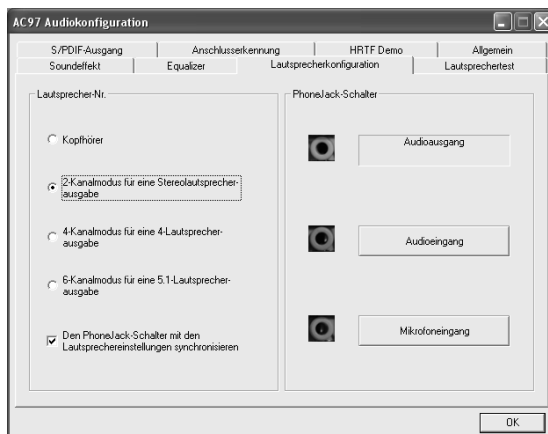 AC97 Audiokonfiguration
S/PDIF-Ausgang
Anschlusserkennung
HRTF Demo
Allgemein
Soundeffekt
Equalizer
Lautsprecherkonfiguration
Lautsprechertest
Lautsprecher-Nr.
Kopfhörer
2-Kanalmodus für eine Stereolautsprecher-
ausgabe
4-Kanalmodus für eine 4-Lautsprecher-
ausgabe
6-Kanalmodus für eine 5.1-Lautsprecher-
ausgabe
Den PhoneJack-Schalter mit den
Lautsprechereinstellungen synchronisieren
PhoneJack-Schalter
Audioausgang
Audioeingang
Mikrofoneingang
OK